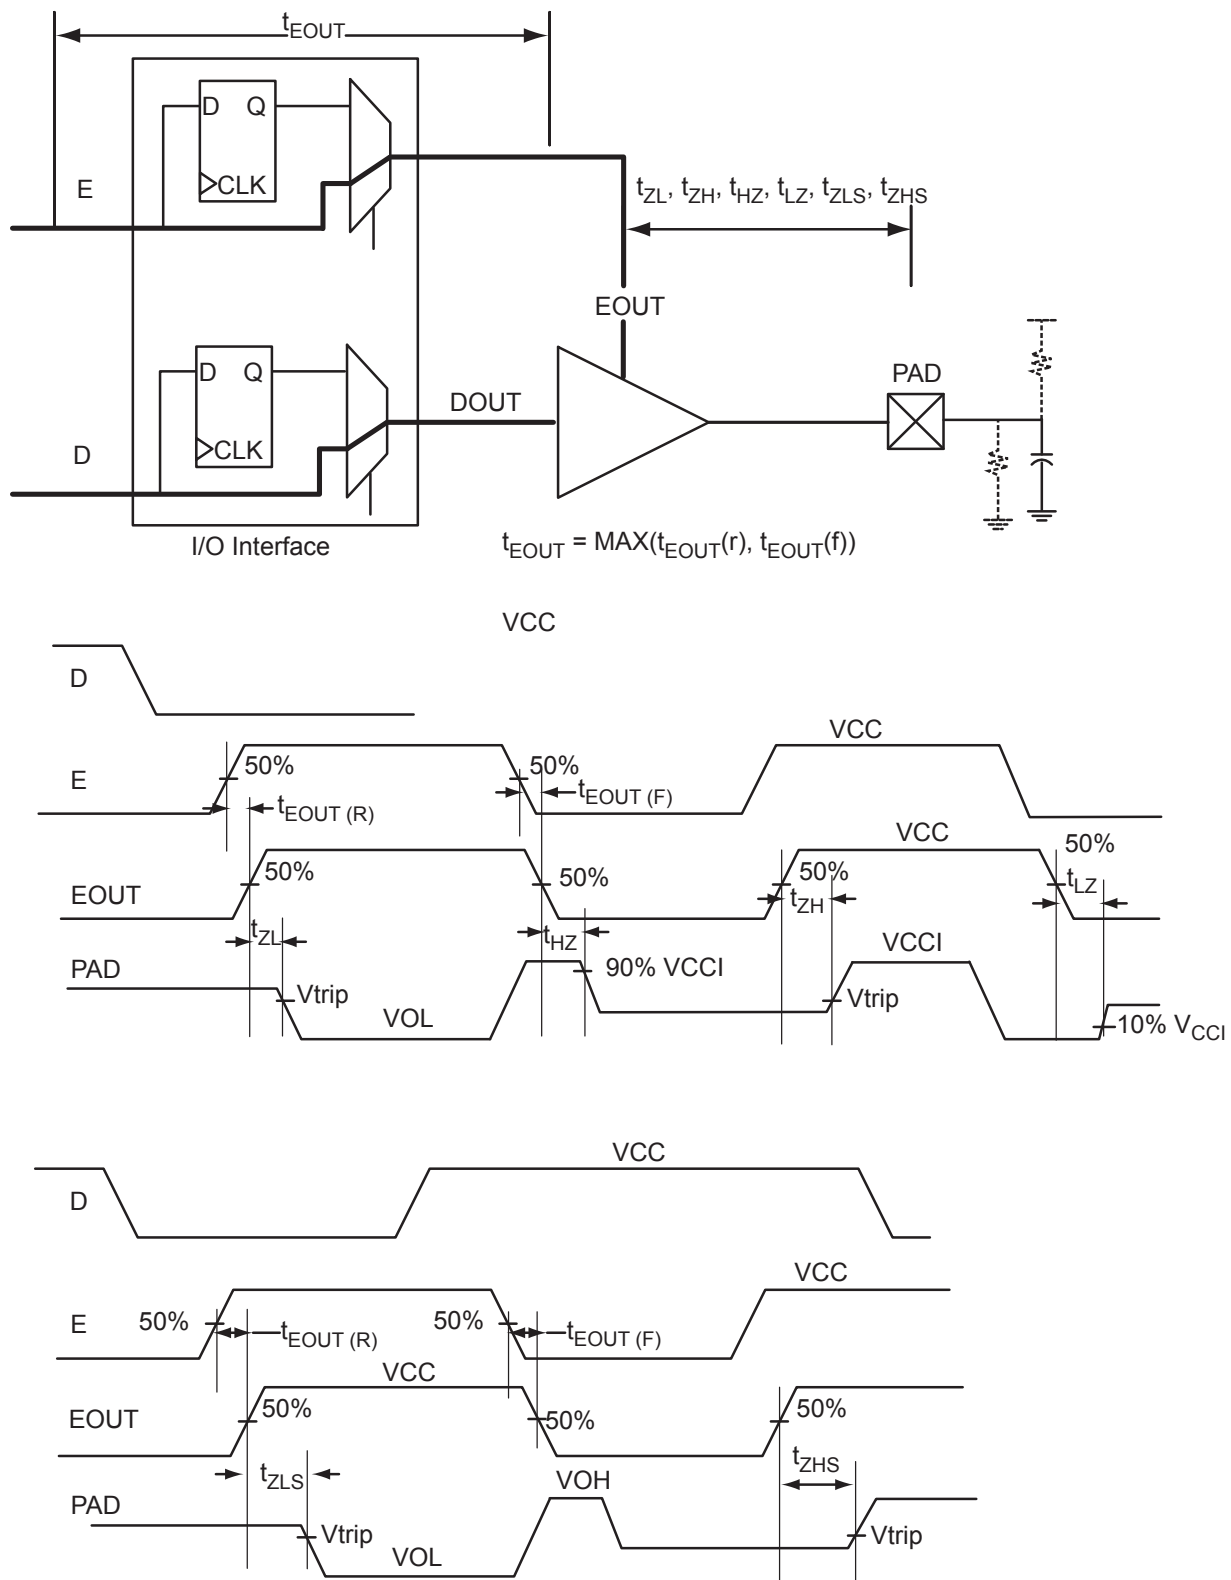 tEOUT
D Q
CLK
E
tZL, tZH, tHZ, tLZ, tZLS, tZHS
EOUT
D Q
CLK
DOUT
PAD
D
I/O Interface
tEOUT = MAX(tEOUT(r), tEOUT(f))
VCC
D
VCC
E
50%
50%
tEOUT (R)
tEOUT (F)
VCC
50%
EOUT
50%
50%
50%
tZL
tHZ
tZH
tLZ
PAD
Vtrip
VOL
90% VCCI
Vtrip
VCCI
10% VCCI
VCC
D
VCC
E
50%
tEOUT (R)
50%
tEOUT (F)
VCC
EOUT
50%
50%
50%
tZLS
VOH
tZHS
PAD
Vtrip
VOL
Vtrip